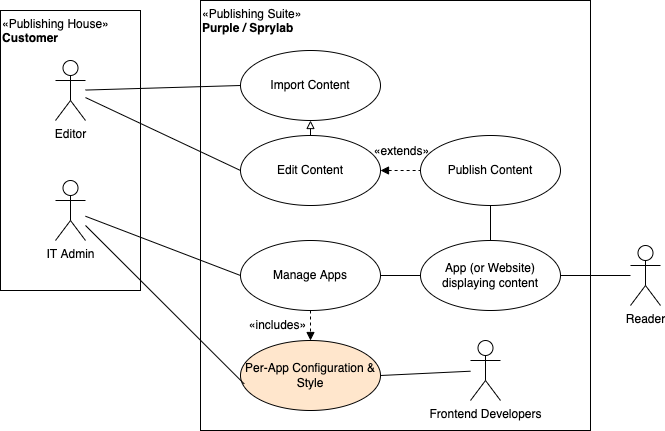 «Publishing House»
Customer
«Publishing Suite»
Purple / Sprylab
Import Content
Editor
«extends»
Edit Content
Publish Content
IT Admin
Manage Apps
App (or Website)
displaying content
Reader
«includes»
Per-App Configuration &
Style
Frontend Developers